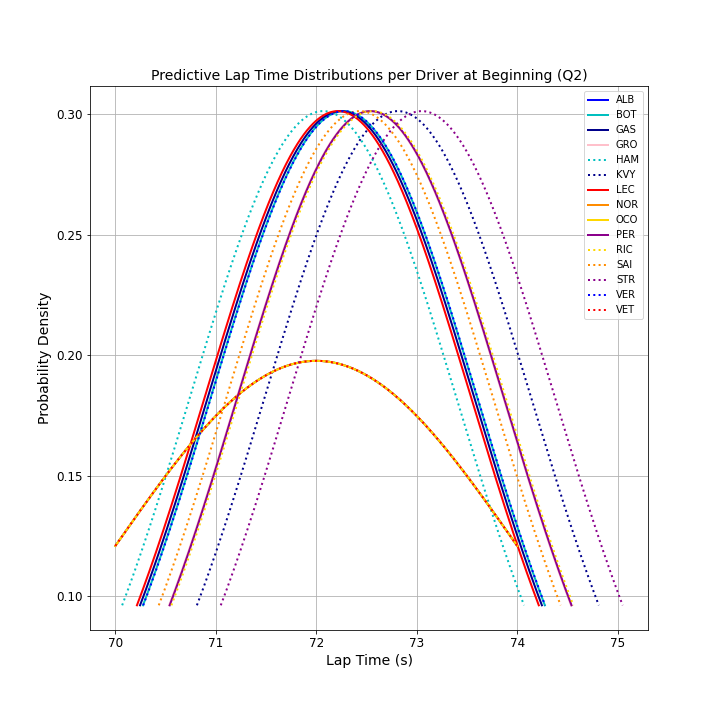 Predictive Lap Time Distributions per Driver at Beginning (Q2)
Probability Density
0.30
0.25
0.20
0.15
0.10
ALB
BOT
GAS
GRO
HAM
KVY
LEC
NOR
OCO
PER
RIC
SAI
STR
VER
VET
70 71 72 73 74 75
Lap Time (s)